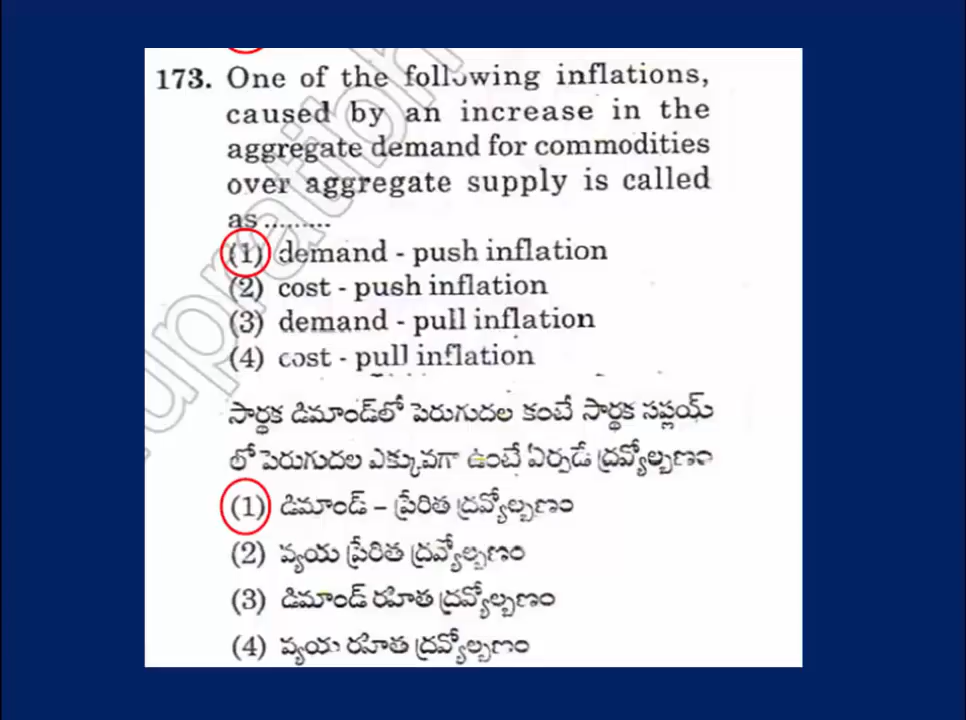 173. One of the following inflations,
caused by an increase in the
aggregate demand for commodities
over aggregate supply is called
as .........
(1) demand - push inflation
(2) cost - push inflation
(3) demand - pull inflation
(4) cost - pull inflation
సార్థక డిమాండ్‌లో పెరుగుదల కంటే సార్థక సప్లయ్
లో పెరుగుదల ఎక్కువగా ఉంటే ఏర్పడే ద్రవ్యోల్బణం
(1) డిమాండ్ – ప్రేరిత ద్రవ్యోల్బణం
(2) వ్యయ ప్రేరిత ద్రవ్యోల్బణం
(3) డిమాండ్ రహిత ద్రవ్యోల్బణం
(4) వ్యయ రహిత ద్రవ్యోల్బణం